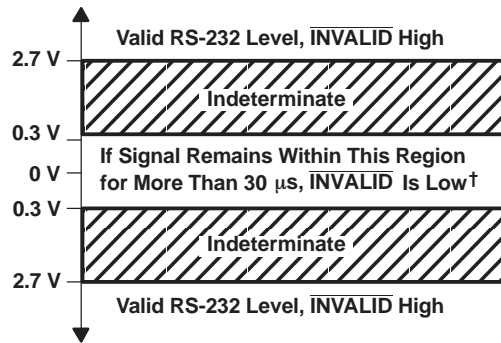 Valid RS-232 Level, INVALID High
2.7 V
Indeterminate
0.3 V
If Signal Remains Within This Region
0 V
for More Than 30 μs, INVALID Is Low†
0.3 V
Indeterminate
2.7 V
Valid RS-232 Level, INVALID High